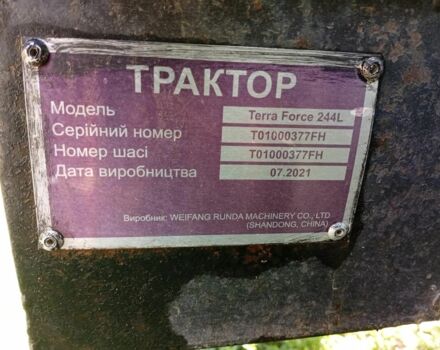 ТРАКТОР
Модель Terra Force 244L
Серійний номер T01000377FH
Номер шасі T01000377FH
Дата виробництва 07.2021
Виробник: WEIFANG RUNDA MACHINERY CO., LTD
(SHANDONG, CHINA)